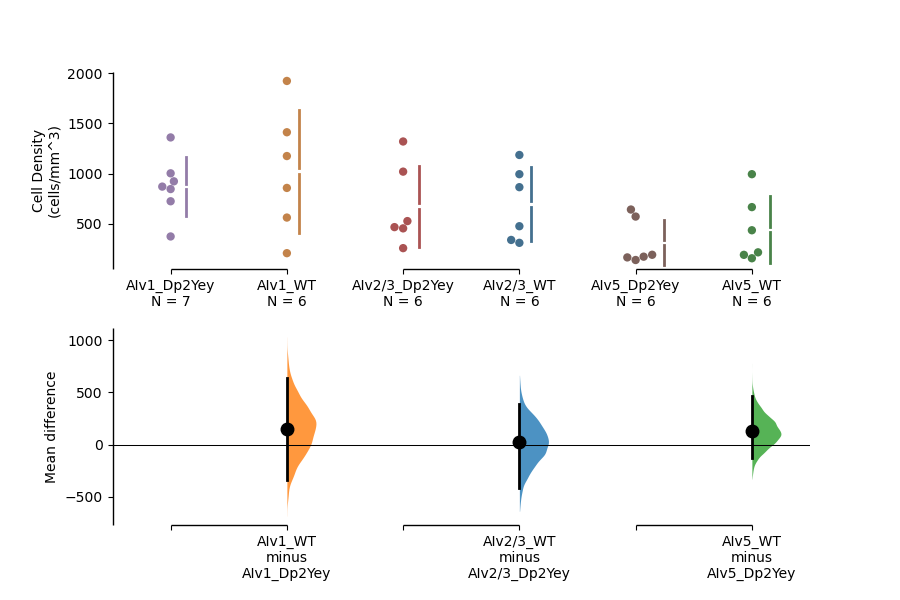 2000
1500
1000
500
Cell Density
(cells/mm^3)
AIv1_Dp2Yey
N = 7
AIv1_WT
N = 6
AIv2/3_Dp2Yey
N = 6
AIv2/3_WT
N = 6
AIv5_Dp2Yey
N = 6
AIv5_WT
N = 6
1000
500
0
−500
Mean difference
AIv1_WT
minus
AIv1_Dp2Yey
AIv2/3_WT
minus
AIv2/3_Dp2Yey
AIv5_WT
minus
AIv5_Dp2Yey